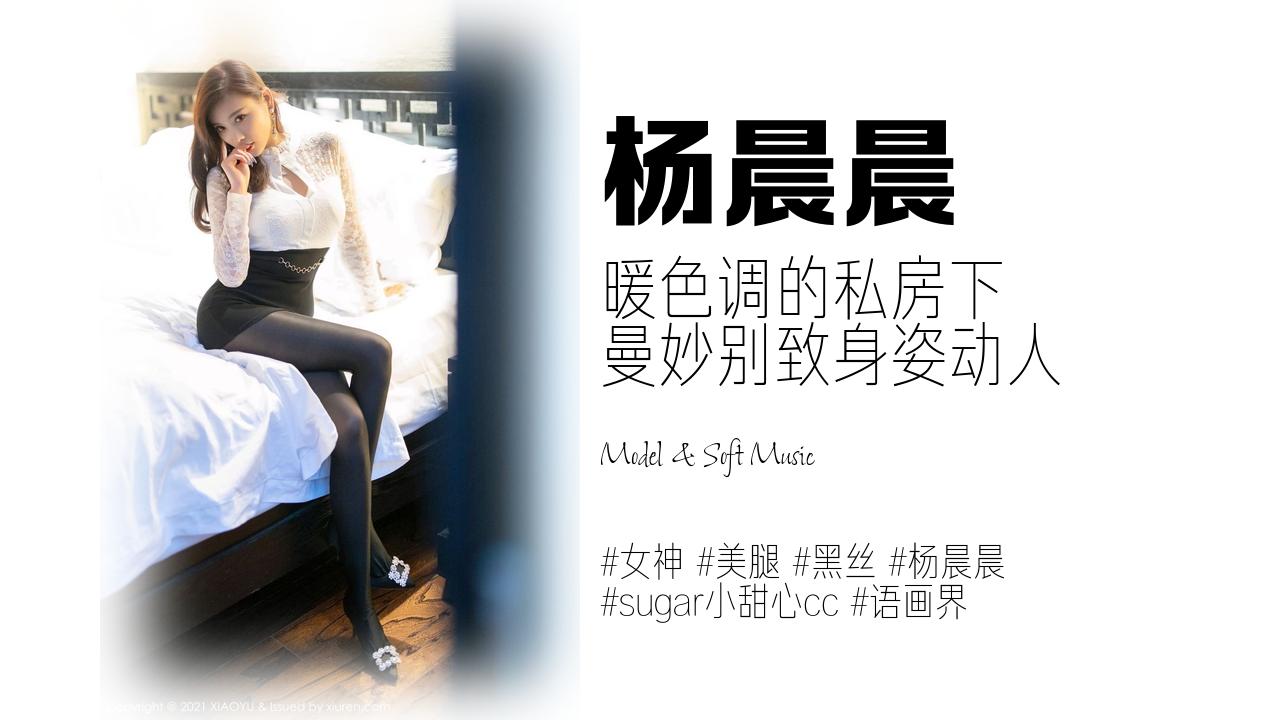 杨晨晨
暖色调的私房下
曼妙别致身姿动人
Model & Soft Music
#女神 #美腿 #黑丝 #杨晨晨
#sugar小甜心cc #语画界
Copyright © 2021 XIAOYU & Issued by xiuren.com